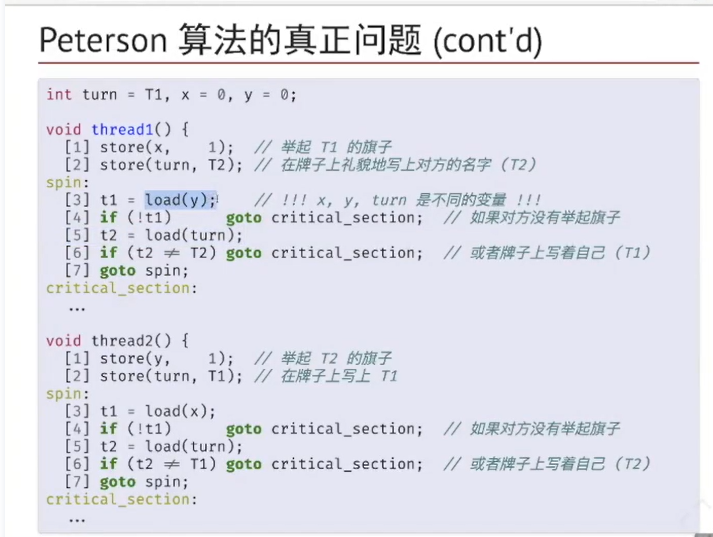 Peterson 算法的真正问题 (cont'd)
int turn = T1, x = 0, y = 0;
void thread1() {
[1] store(x, 1); // 举起 T1 的旗子
[2] store(turn, T2); // 在牌子上礼貌地写上对方的名字 (T2)
spin:
[3] t1 = load(y); // !!! x, y, turn 是不同的变量 !!!
[4] if (!t1) goto critical_section; // 如果对方没有举起旗子
[5] t2 = load(turn);
[6] if (t2 ≠ T2) goto critical_section; // 或者牌子上写着自己 (T1)
[7] goto spin;
critical_section:
...
void thread2() {
[1] store(y, 1); // 举起 T2 的旗子
[2] store(turn, T1); // 在牌子上写上 T1
spin:
[3] t1 = load(x);
[4] if (!t1) goto critical_section; // 如果对方没有举起旗子
[5] t2 = load(turn);
[6] if (t2 ≠ T1) goto critical_section; // 或者牌子上写着自己 (T2)
[7] goto spin;
critical_section:
...